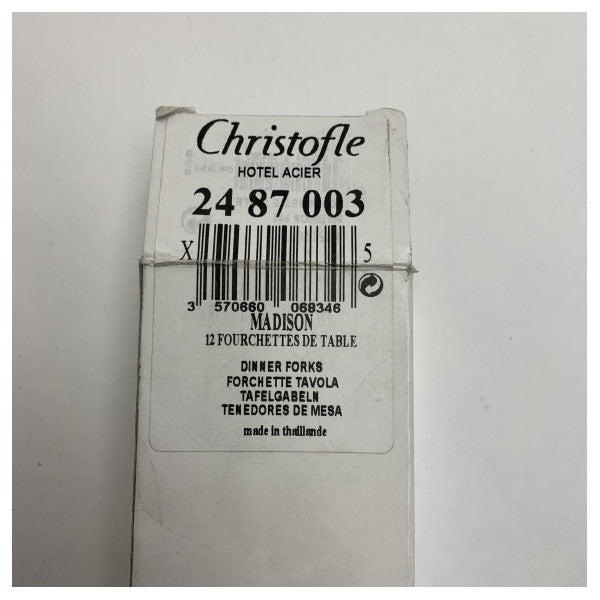 Christofle
HOTEL ACIER
24 87 003
X 5
3 570660 068346
MADISON
12 FOURCHETTES DE TABLE
DINNER FORKS
FORCHETTE TAVOLA
TAFELGABELN
TENEDORES DE MESA
made in thaillande